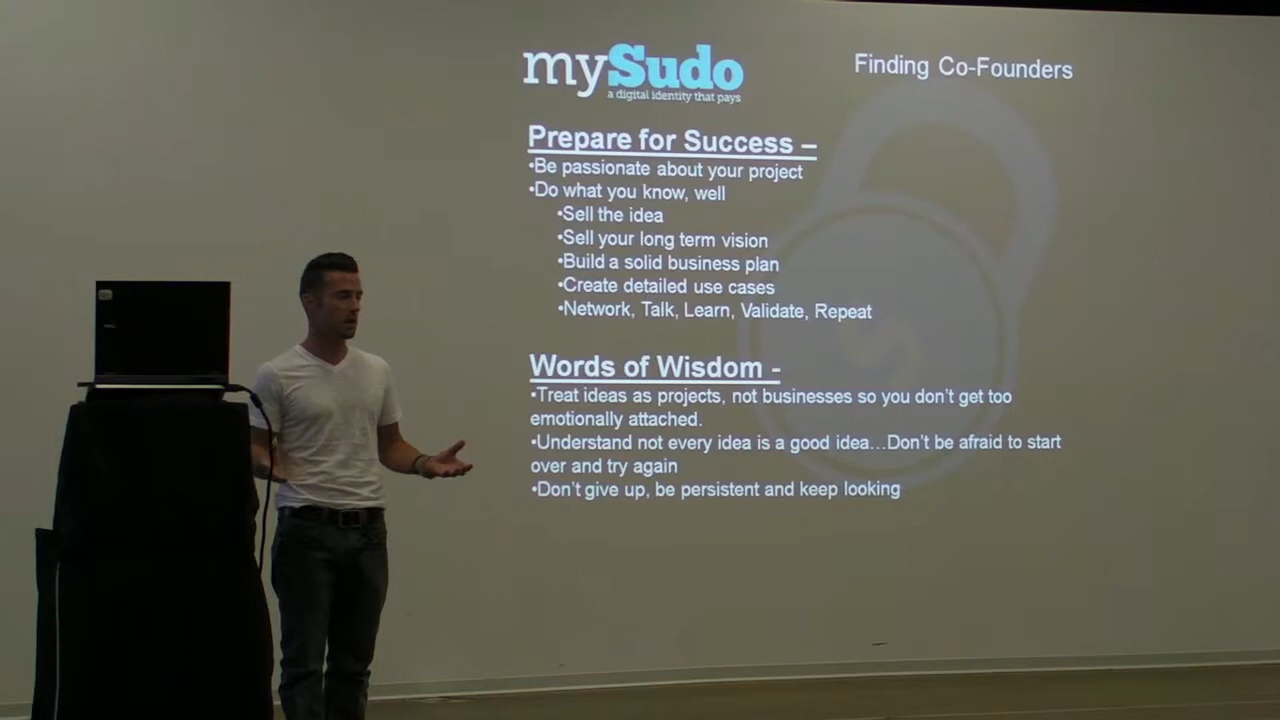 mySudo
a digital identity that pays
Finding Co-Founders
Prepare for Success –
•Be passionate about your project
•Do what you know, well
•Sell the idea
•Sell your long term vision
•Build a solid business plan
•Create detailed use cases
•Network, Talk, Learn, Validate, Repeat
Words of Wisdom -
•Treat ideas as projects, not businesses so you don't get too
emotionally attached.
•Understand not every idea is a good idea…Don't be afraid to start
over and try again
•Don't give up, be persistent and keep looking